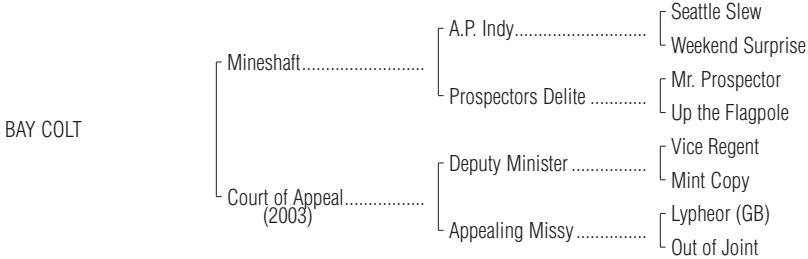 Seattle Slew
A.P. Indy...........................
Weekend Surprise
Mineshaft.........................
Mr. Prospector
Prospectors Delite ............
Up the Flagpole
BAY COLT
Vice Regent
Deputy Minister ................
Mint Copy
Court of Appeal.................
(2003)
Lypheor (GB)
Appealing Missy ...............
Out of Joint